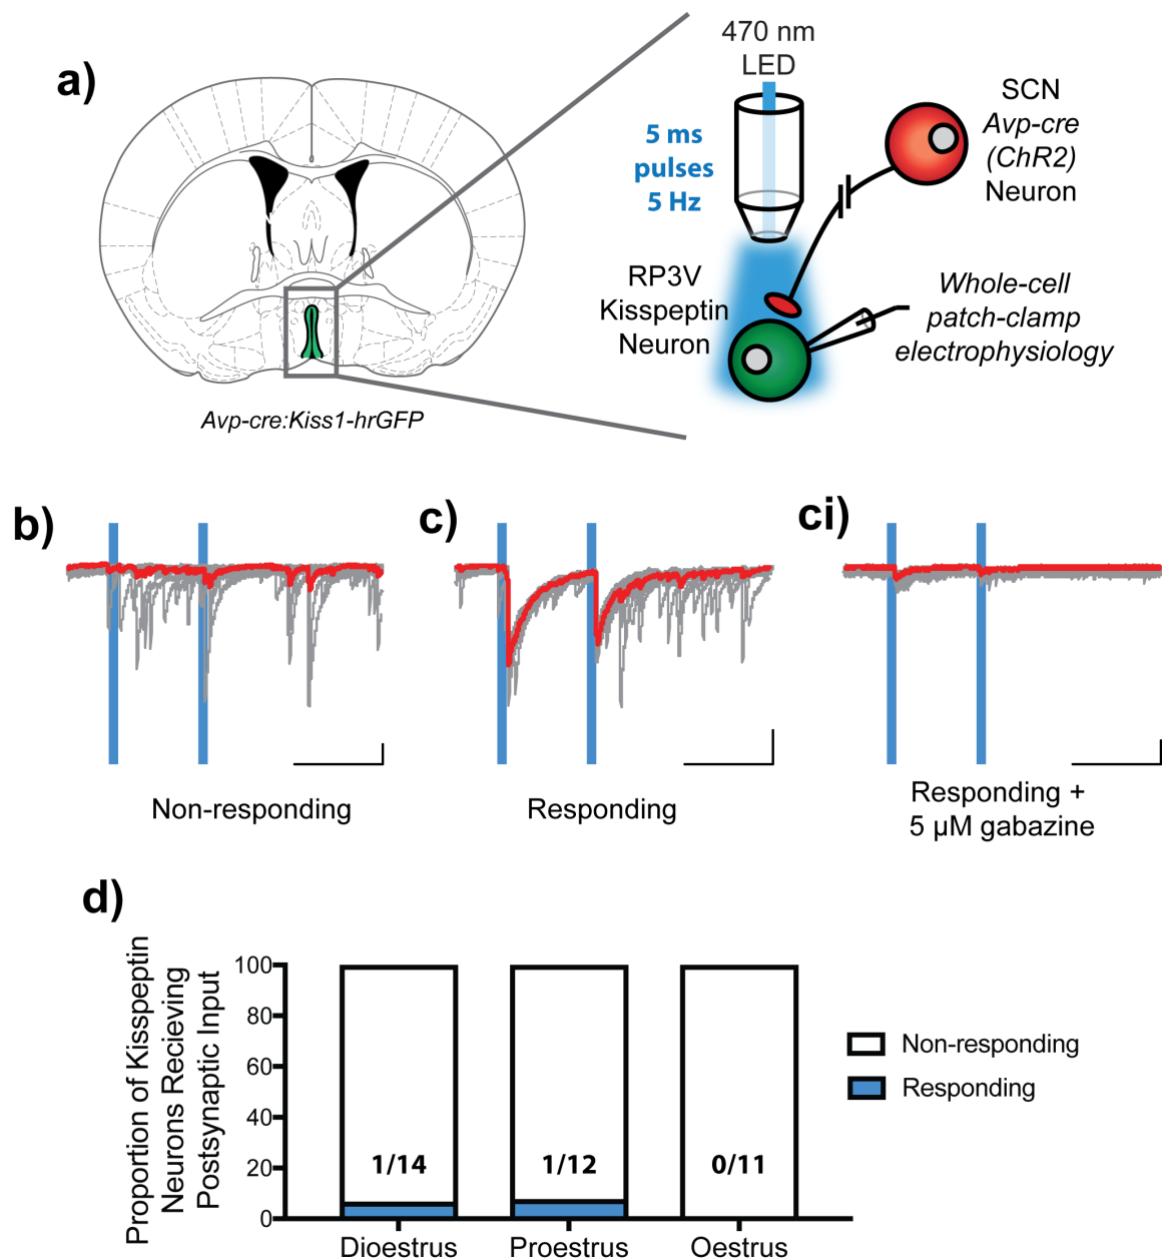 a)
470 nm
LED
5 ms
pulses
5 Hz
SCN
Avp-cre
(ChR2)
Neuron
RP3V
Kisspeptin
Neuron
Whole-cell
patch-clamp
electrophysiology
Avp-cre:Kiss1-hrGFP
b)
c)
ci)
Non-responding
Responding
Responding +
5 µM gabazine
d)
Proportion of Kisspeptin
Neurons Recieving
Postsynaptic Input
100
80
60
40
20
0
1/14
1/12
0/11
Dioestrus
Proestrus
Oestrus
Non-responding
Responding